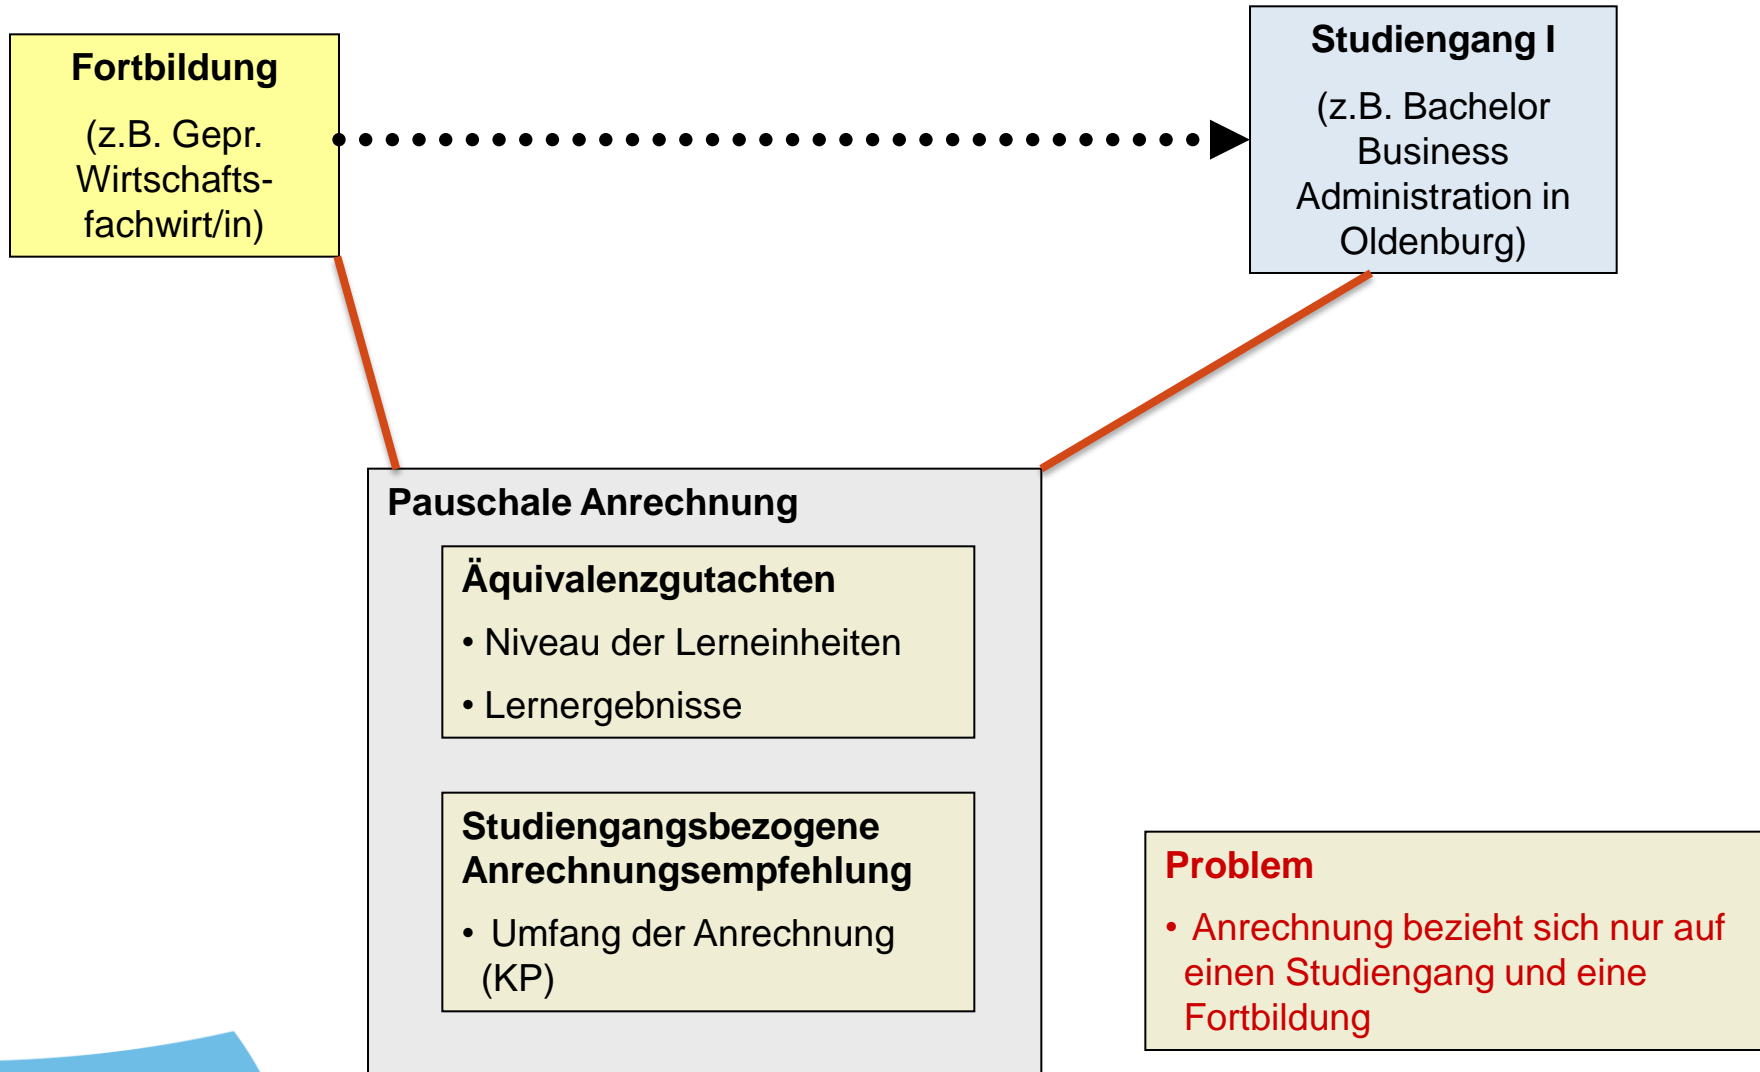 Fortbildung
(z.B. Gepr.
Wirtschafts-
fachwirt/in)
Studiengang I
(z.B. Bachelor
Business
Administration in
Oldenburg)
Pauschale Anrechnung
Äquivalenzgutachten
• Niveau der Lerneinheiten
• Lernergebnisse
Studiengangsbezogene
Anrechnungsempfehlung
• Umfang der Anrechnung
(KP)
Problem
• Anrechnung bezieht sich nur auf
einen Studiengang und eine
Fortbildung